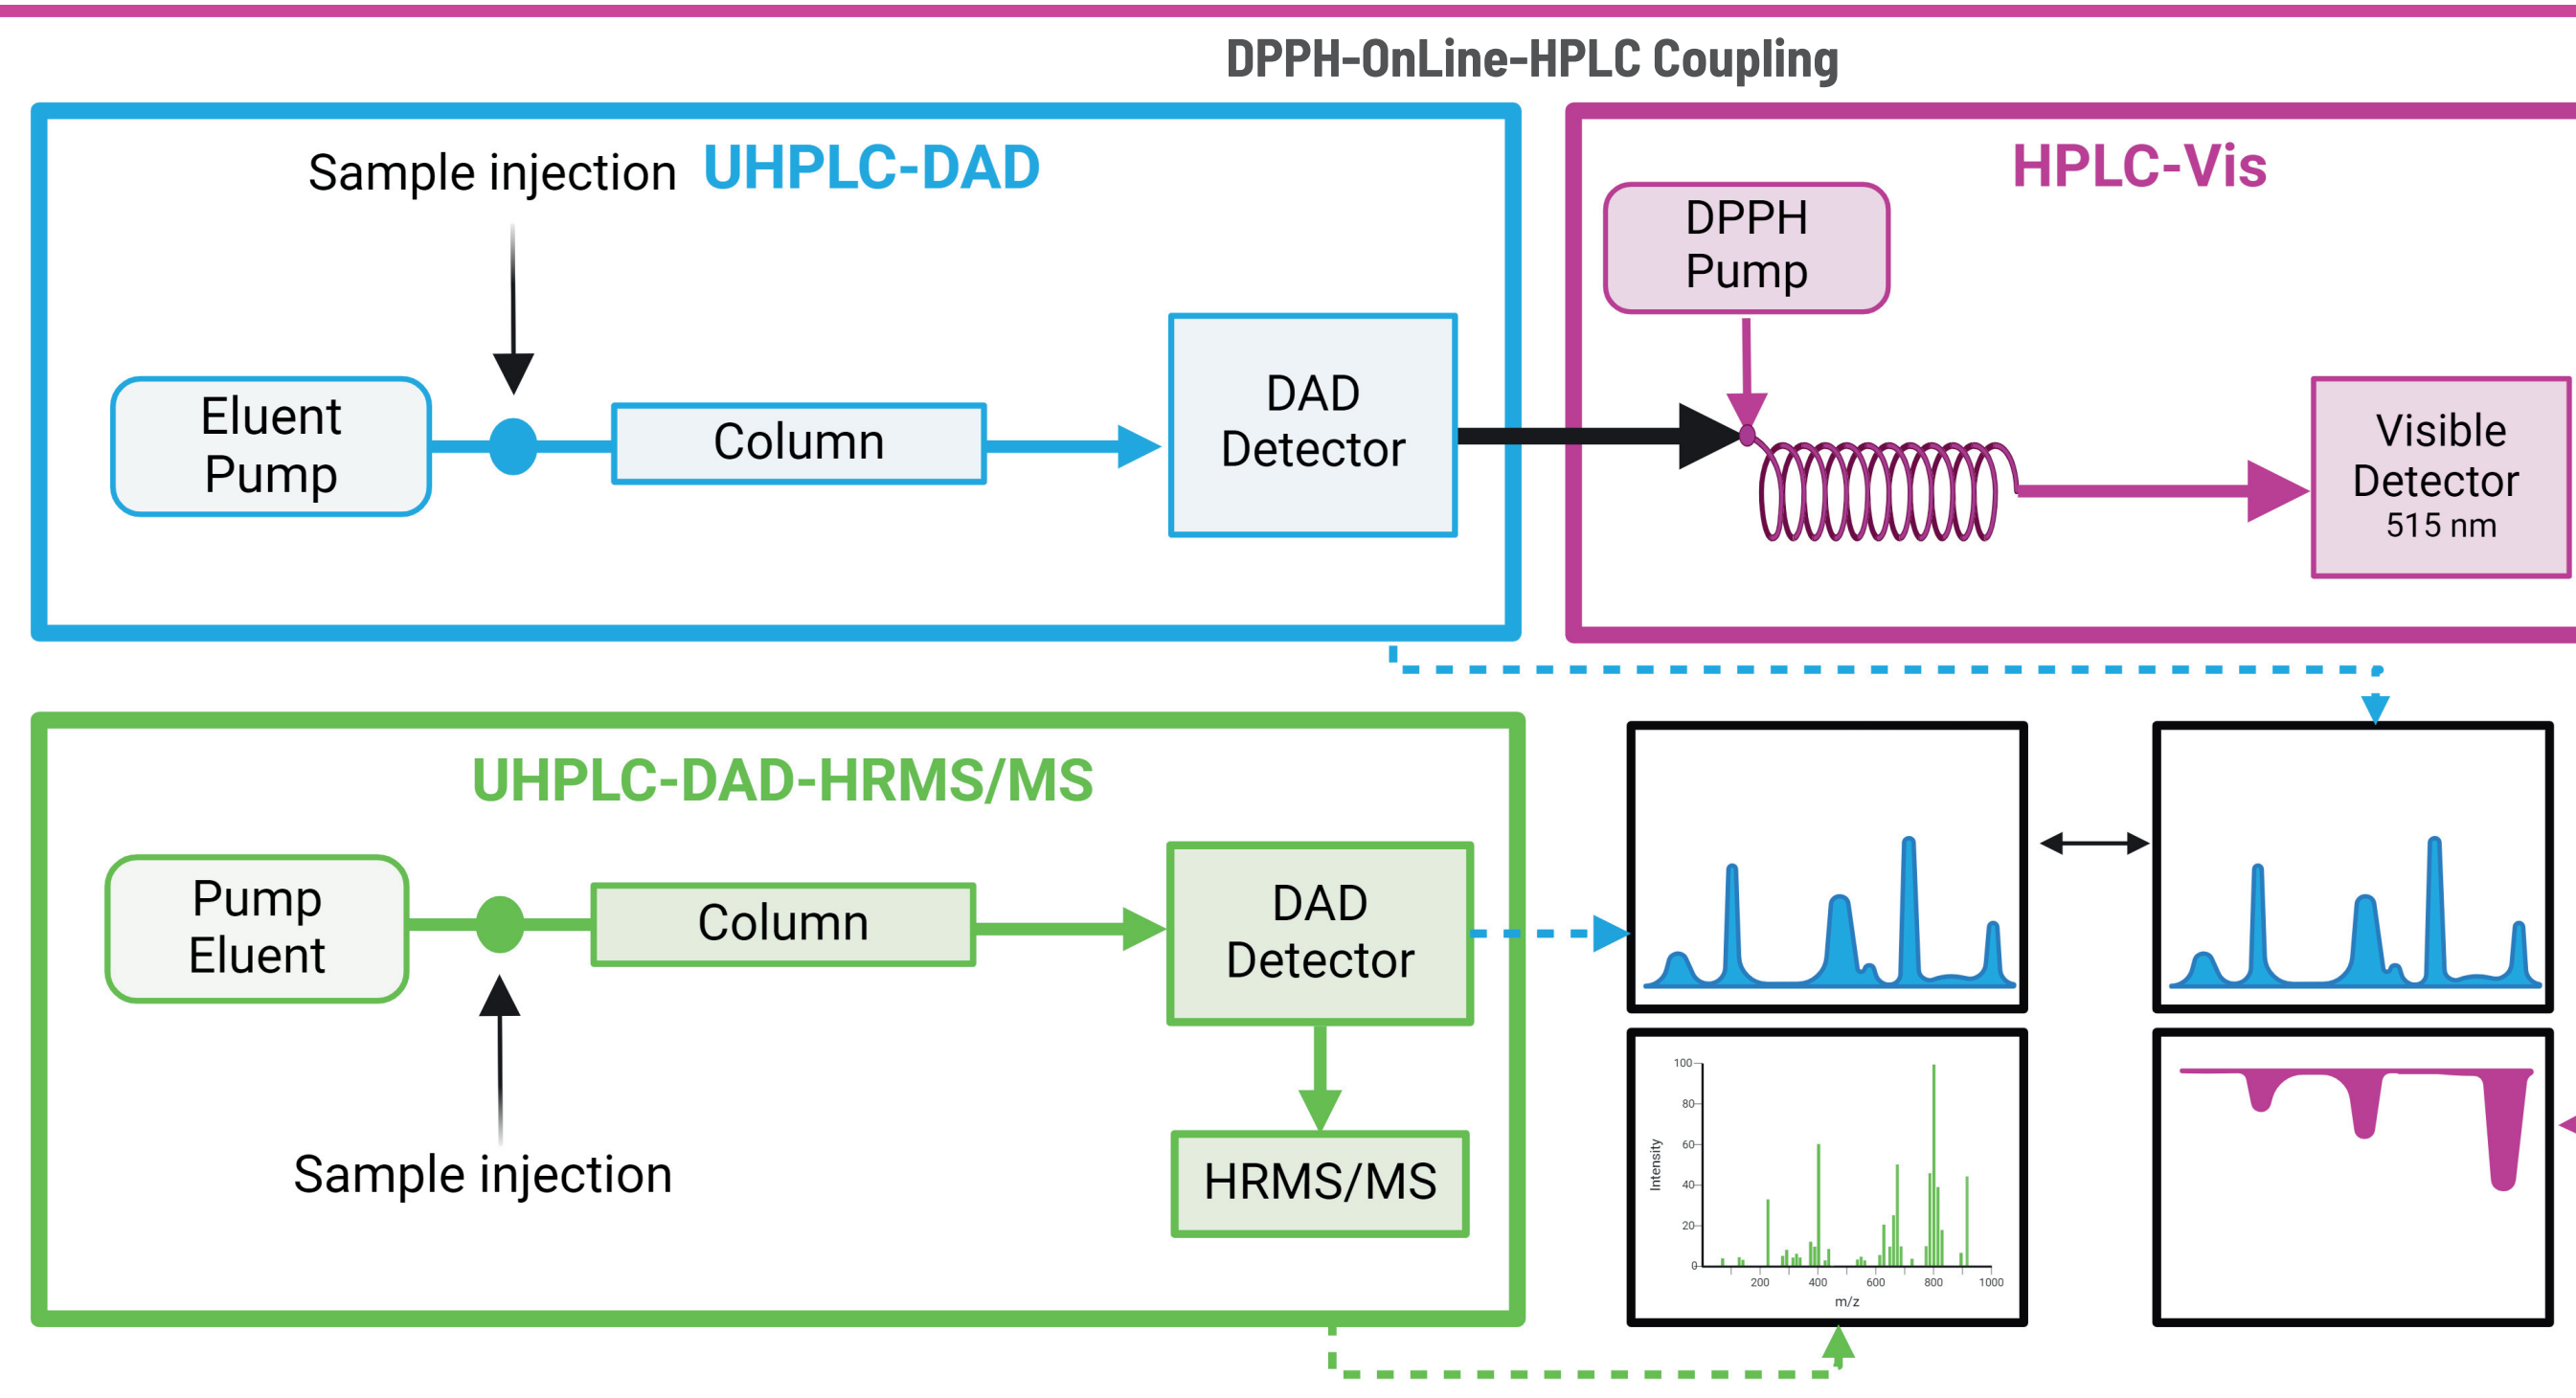 DPPH-OnLine-HPLC Coupling
Sample injection UHPLC-DAD
Eluent
Pump
Column
DAD
Detector
HPLC-Vis
DPPH
Pump
Visible
Detector
515 nm
UHPLC-DAD-HRMS/MS
Pump
Eluent
Column
DAD
Detector
HRMS/MS
Sample injection
100
80
60
40
20
0
Intensity
200 400 600 800 1000
m/z